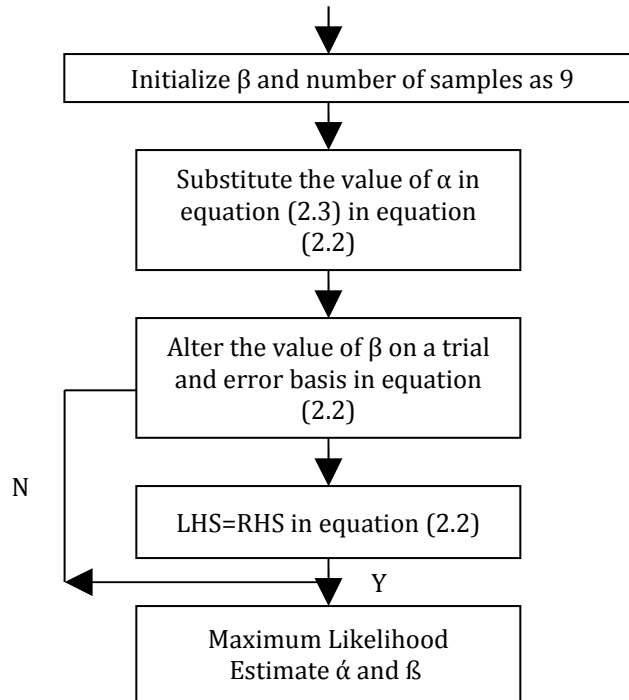 Initialize β and number of samples as 9
Substitute the value of α in
equation (2.3) in equation
(2.2)
Alter the value of β on a trial
and error basis in equation
(2.2)
N
LHS=RHS in equation (2.2)
Y
Maximum Likelihood
Estimate ά and ß